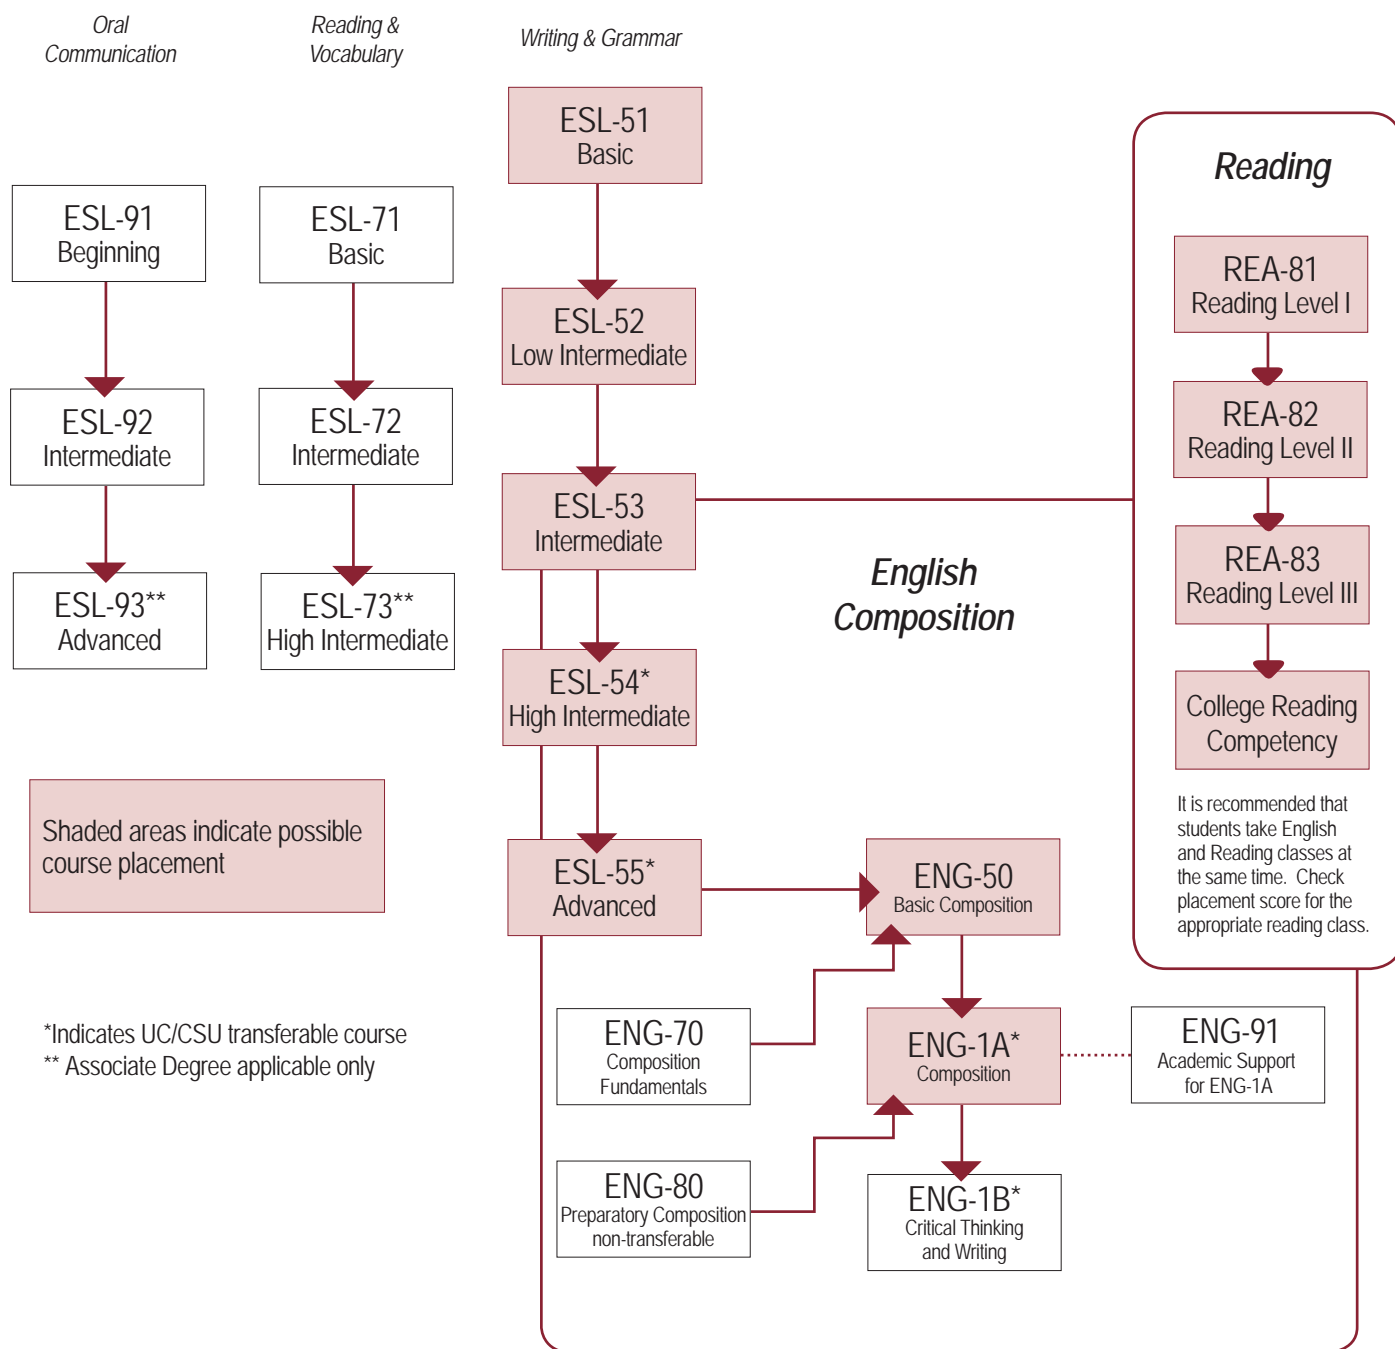 Oral
Communication
Reading &
Vocabulary
Writing & Grammar
ESL-91
Beginning
ESL-92
Intermediate
ESL-93**
Advanced
ESL-71
Basic
ESL-72
Intermediate
ESL-73**
High Intermediate
ESL-51
Basic
ESL-52
Low Intermediate
ESL-53
Intermediate
ESL-54*
High Intermediate
ESL-55*
Advanced
Shaded areas indicate possible
course placement
*Indicates UC/CSU transferable course
** Associate Degree applicable only
English
Composition
ENG-50
Basic Composition
ENG-70
Composition
Fundamentals
ENG-1A*
Composition
ENG-91
Academic Support
for ENG-1A
ENG-80
Preparatory Composition
non-transferable
ENG-1B*
Critical Thinking
and Writing
Reading
REA-81
Reading Level I
REA-82
Reading Level II
REA-83
Reading Level III
College Reading
Competency
It is recommended that
students take English
and Reading classes at
the same time. Check
placement score for the
appropriate reading class.